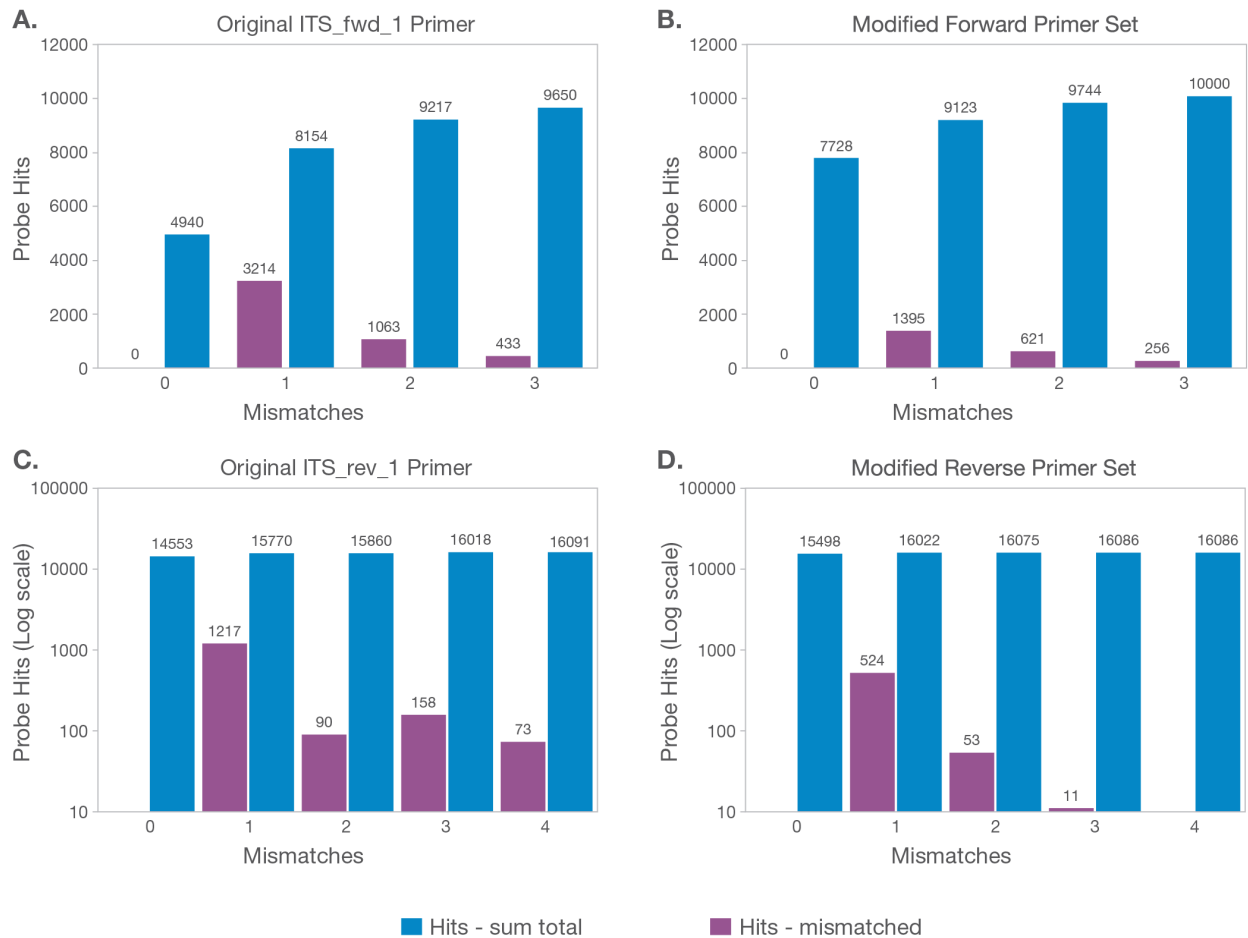 A.
Original ITS_fwd_1 Primer
12000
10000
8000
6000
4000
2000
0
Probe Hits
0
4940
3214
8154
1063
9217
433
9650
0 1 2 3
Mismatches
B.
Modified Forward Primer Set
12000
10000
8000
6000
4000
2000
0
Probe Hits
0
7728
1395
9123
621
9744
256
10000
0 1 2 3
Mismatches
C.
Original ITS_rev_1 Primer
100000
10000
1000
100
10
Probe Hits (Log scale)
14553
1217
15770
90
15860
158
16018
73
16091
0 1 2 3 4
Mismatches
D.
Modified Reverse Primer Set
100000
10000
1000
100
10
Probe Hits (Log scale)
15498
524
16022
53
16075
11
16086
16086
0 1 2 3 4
Mismatches
Hits - sum total
Hits - mismatched